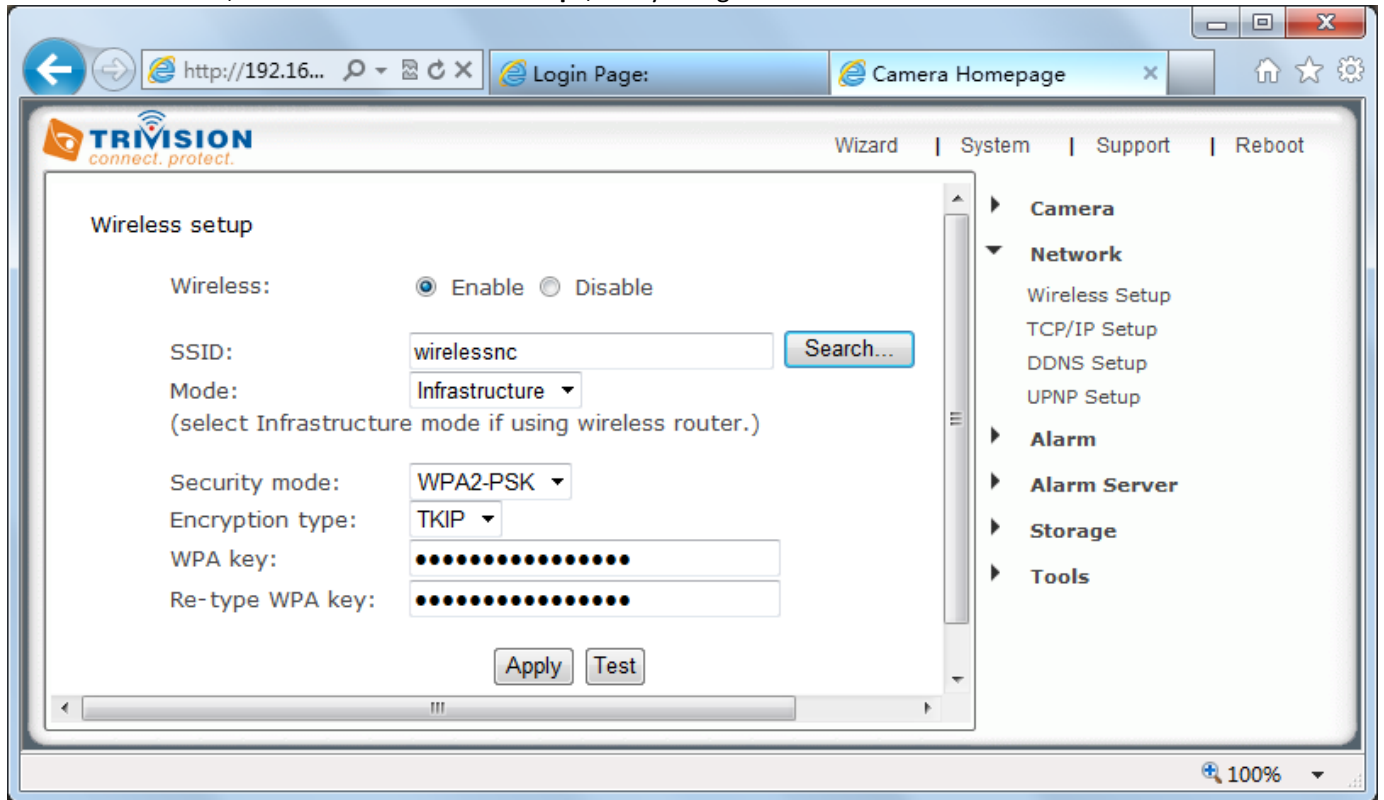 http://192.16... Login Page: Camera Homepage
TRIVISION
connect. protect.
Wizard | System | Support | Reboot
Wireless setup
Wireless: Enable Disable
SSID: wirelessnc Search...
Mode: Infrastructure
(select Infrastructure mode if using wireless router.)
Security mode: WPA2-PSK
Encryption type: TKIP
WPA key: ••••••••••••••••
Re-type WPA key: ••••••••••••••••
Apply Test
Camera
Network
Wireless Setup
TCP/IP Setup
DDNS Setup
UPNP Setup
Alarm
Alarm Server
Storage
Tools
100%